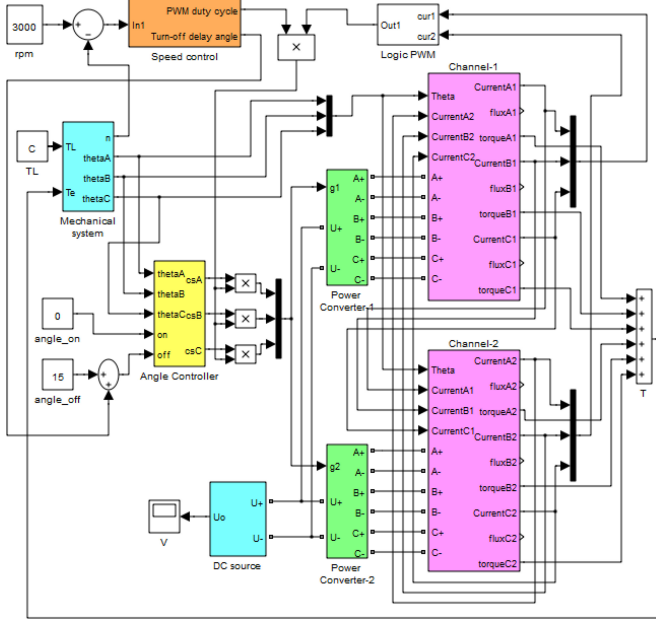 3000
rpm
+
-
In1
PWM duty cycle
Turn-off delay angle
Speed control
×
Out1
cur1
cur2
Logic PWM
C
TL
TL
Te
n
thetaA
thetaB
thetaC
Mechanical
system
Channel-1
Theta
CurrentA2
CurrentB2
CurrentC2
A+
A-
B+
B-
C+
C-
CurrentA1
fluxA1
torqueA1
CurrentB1
fluxB1
torqueB1
CurrentC1
fluxC1
torqueC1
g1
U+
U-
A+
A-
B+
B-
C+
C-
Power
Converter-1
0
angle_on
15
angle_off
+
+
thetaA
thetaB
thetaC
on
off
csA
csB
csC
Angle Controller
×
×
×
Channel-2
Theta
CurrentA1
CurrentB1
CurrentC1
A+
A-
B+
B-
C+
C-
CurrentA2
fluxA2
torqueA2
CurrentB2
fluxB2
torqueB2
CurrentC2
fluxC2
torqueC2
g2
U+
U-
A+
A-
B+
B-
C+
C-
Power
Converter-2
V
Uo
U+
U-
DC source
+
+
+
+
+
+
T